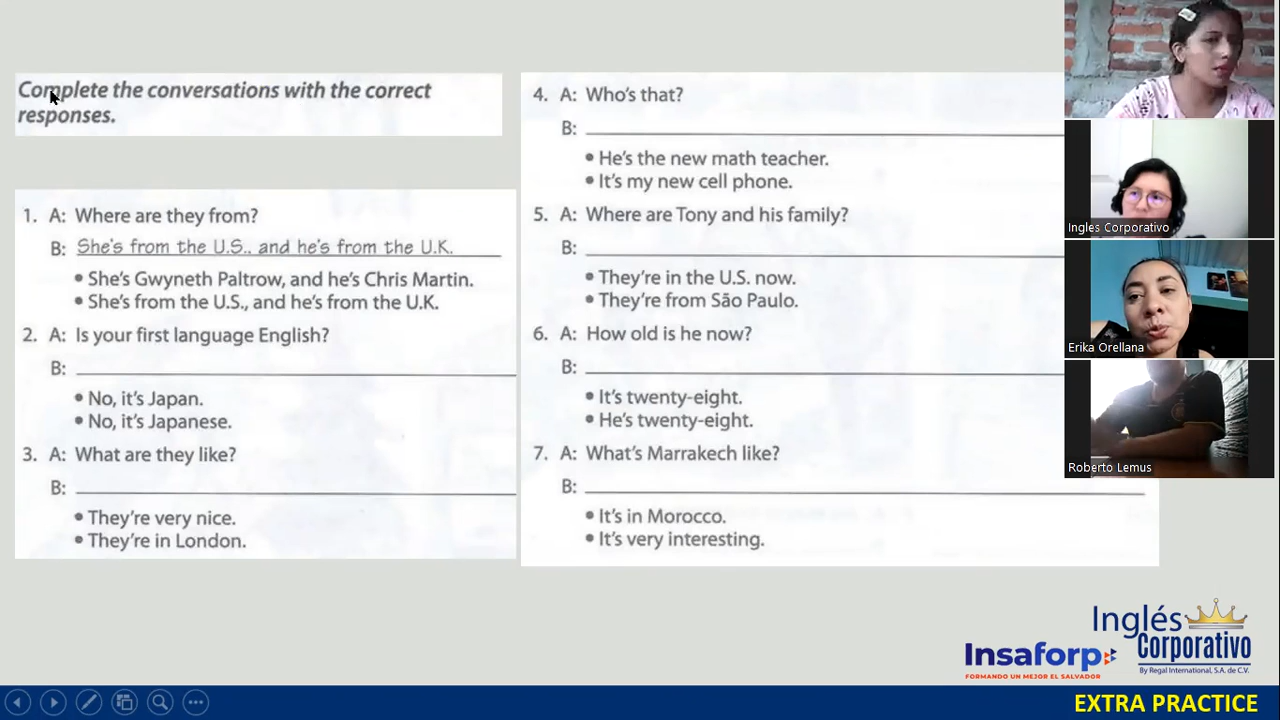 Complete the conversations with the correct
responses.
1. A: Where are they from?
B: She's from the U.S., and he's from the U.K.
• She's Gwyneth Paltrow, and he's Chris Martin.
• She's from the U.S., and he's from the U.K.
2. A: Is your first language English?
B:
• No, it's Japan.
• No, it's Japanese.
3. A: What are they like?
B:
• They're very nice.
• They're in London.
4. A: Who's that?
B:
• He's the new math teacher.
• It's my new cell phone.
5. A: Where are Tony and his family?
B:
• They're in the U.S. now.
• They're from São Paulo.
6. A: How old is he now?
B:
• It's twenty-eight.
• He's twenty-eight.
7. A: What's Marrakech like?
B:
• It's in Morocco.
• It's very interesting.
Ingles Corporativo
Erika Orellana
Roberto Lemus
Insaforp
FORMANDO UN MEJOR EL SALVADOR
Inglés
Corporativo
By Regal International, S.A. de C.V.
EXTRA PRACTICE